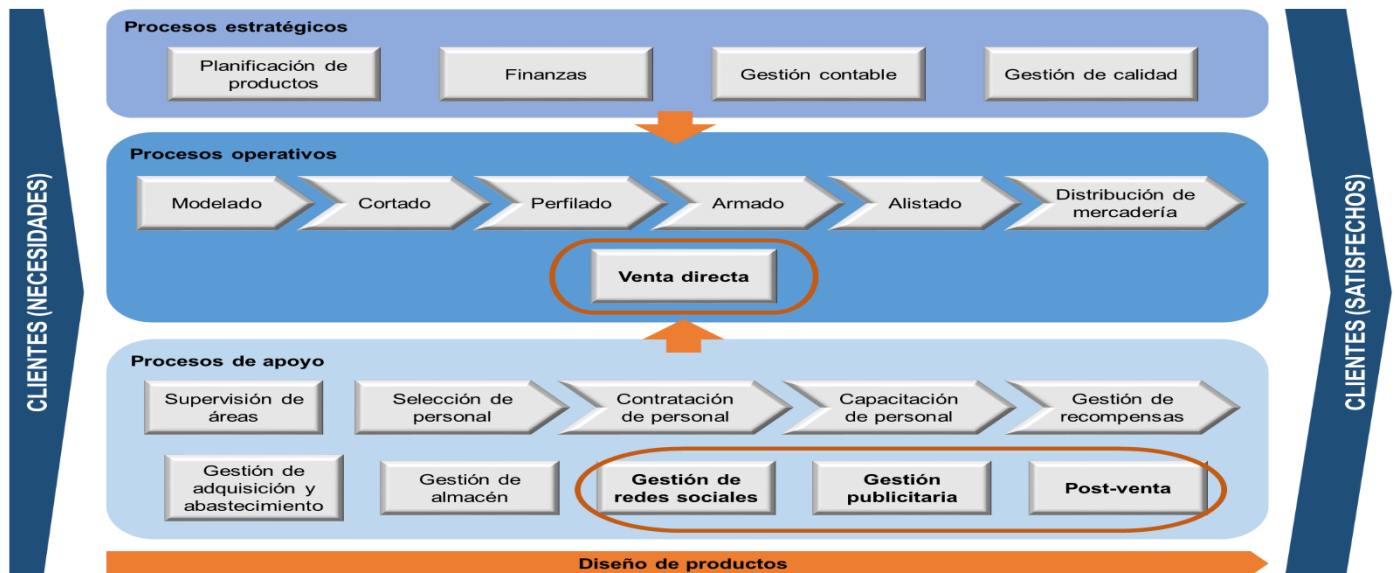 CLIENTES (NECESIDADES)
Procesos estratégicos
Planificación de
productos
Finanzas
Gestión contable
Gestión de calidad
Procesos operativos
Modelado
Cortado
Perfilado
Armado
Alistado
Distribución de
mercadería
Venta directa
Procesos de apoyo
Supervisión de
áreas
Selección de
personal
Contratación
de personal
Capacitación
de personal
Gestión de
recompensas
Gestión de
adquisición y
abastecimiento
Gestión de
almacén
Gestión de
redes sociales
Gestión
publicitaria
Post-venta
Diseño de productos
CLIENTES (SATISFECHOS)